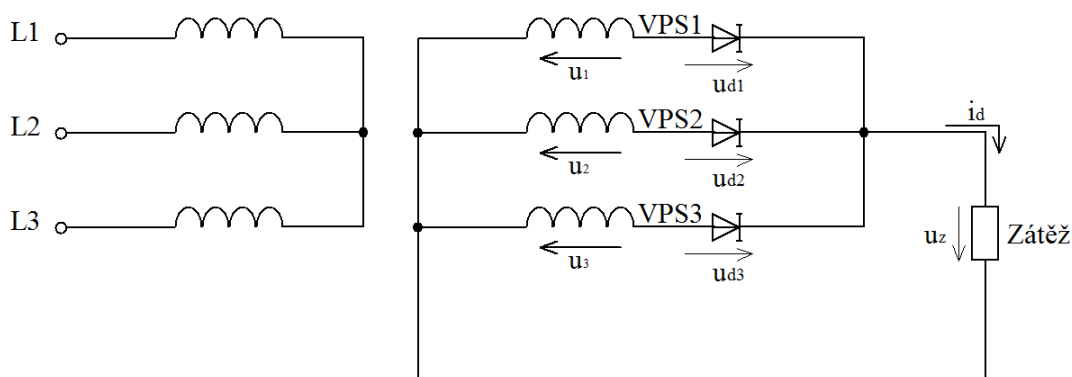 L1
VPS1
u1
ud1
L2
VPS2
id
u2
ud2
L3
VPS3
uz
Zátěž
u3
ud3